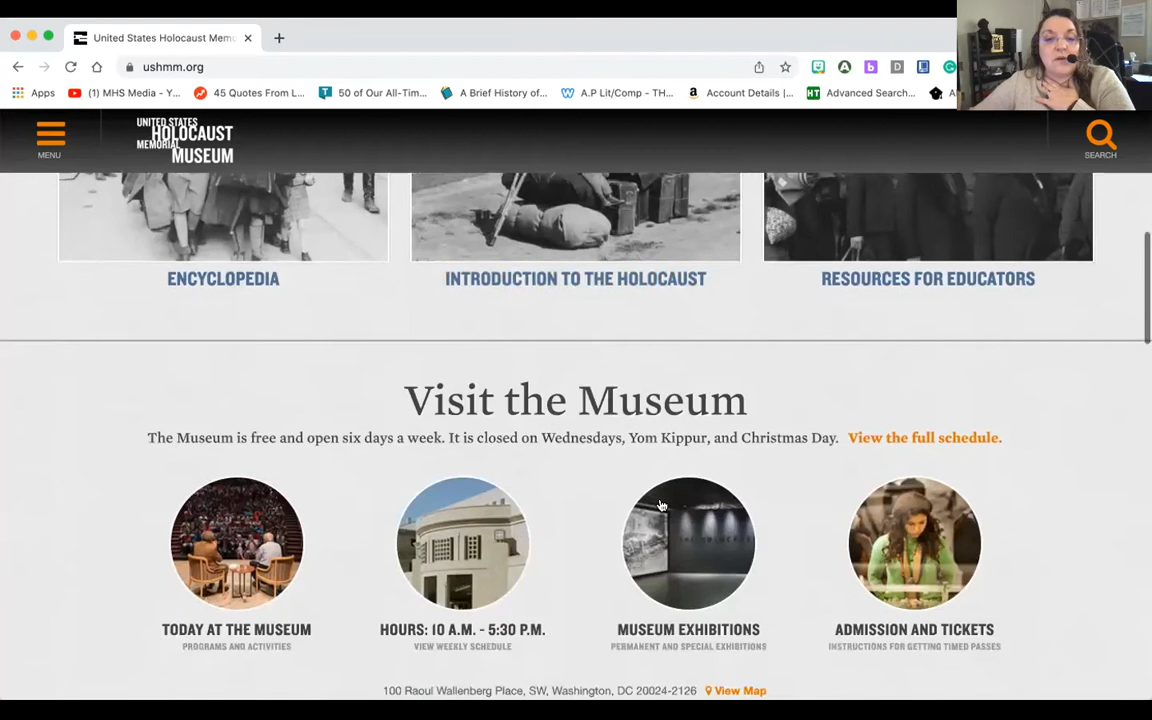 United States Holocaust Memc
ushmm.org
Apps
(1) MHS Media - Y...
45 Quotes From L...
50 of Our All-Tim...
A Brief History of...
A.P Lit/Comp - TH...
Account Details |...
Advanced Search...
MENU
UNITED STATES
HOLOCAUST
MEMORIAL
MUSEUM
SEARCH
ENCYCLOPEDIA
INTRODUCTION TO THE HOLOCAUST
RESOURCES FOR EDUCATORS
Visit the Museum
The Museum is free and open six days a week. It is closed on Wednesdays, Yom Kippur, and Christmas Day. View the full schedule.
TODAY AT THE MUSEUM
PROGRAMS AND ACTIVITIES
HOURS: 10 A.M. - 5:30 P.M.
VIEW WEEKLY SCHEDULE
MUSEUM EXHIBITIONS
PERMANENT AND SPECIAL EXHIBITIONS
ADMISSION AND TICKETS
INSTRUCTIONS FOR GETTING TIMED PASSES
100 Raoul Wallenberg Place, SW, Washington, DC 20024-2126 View Map